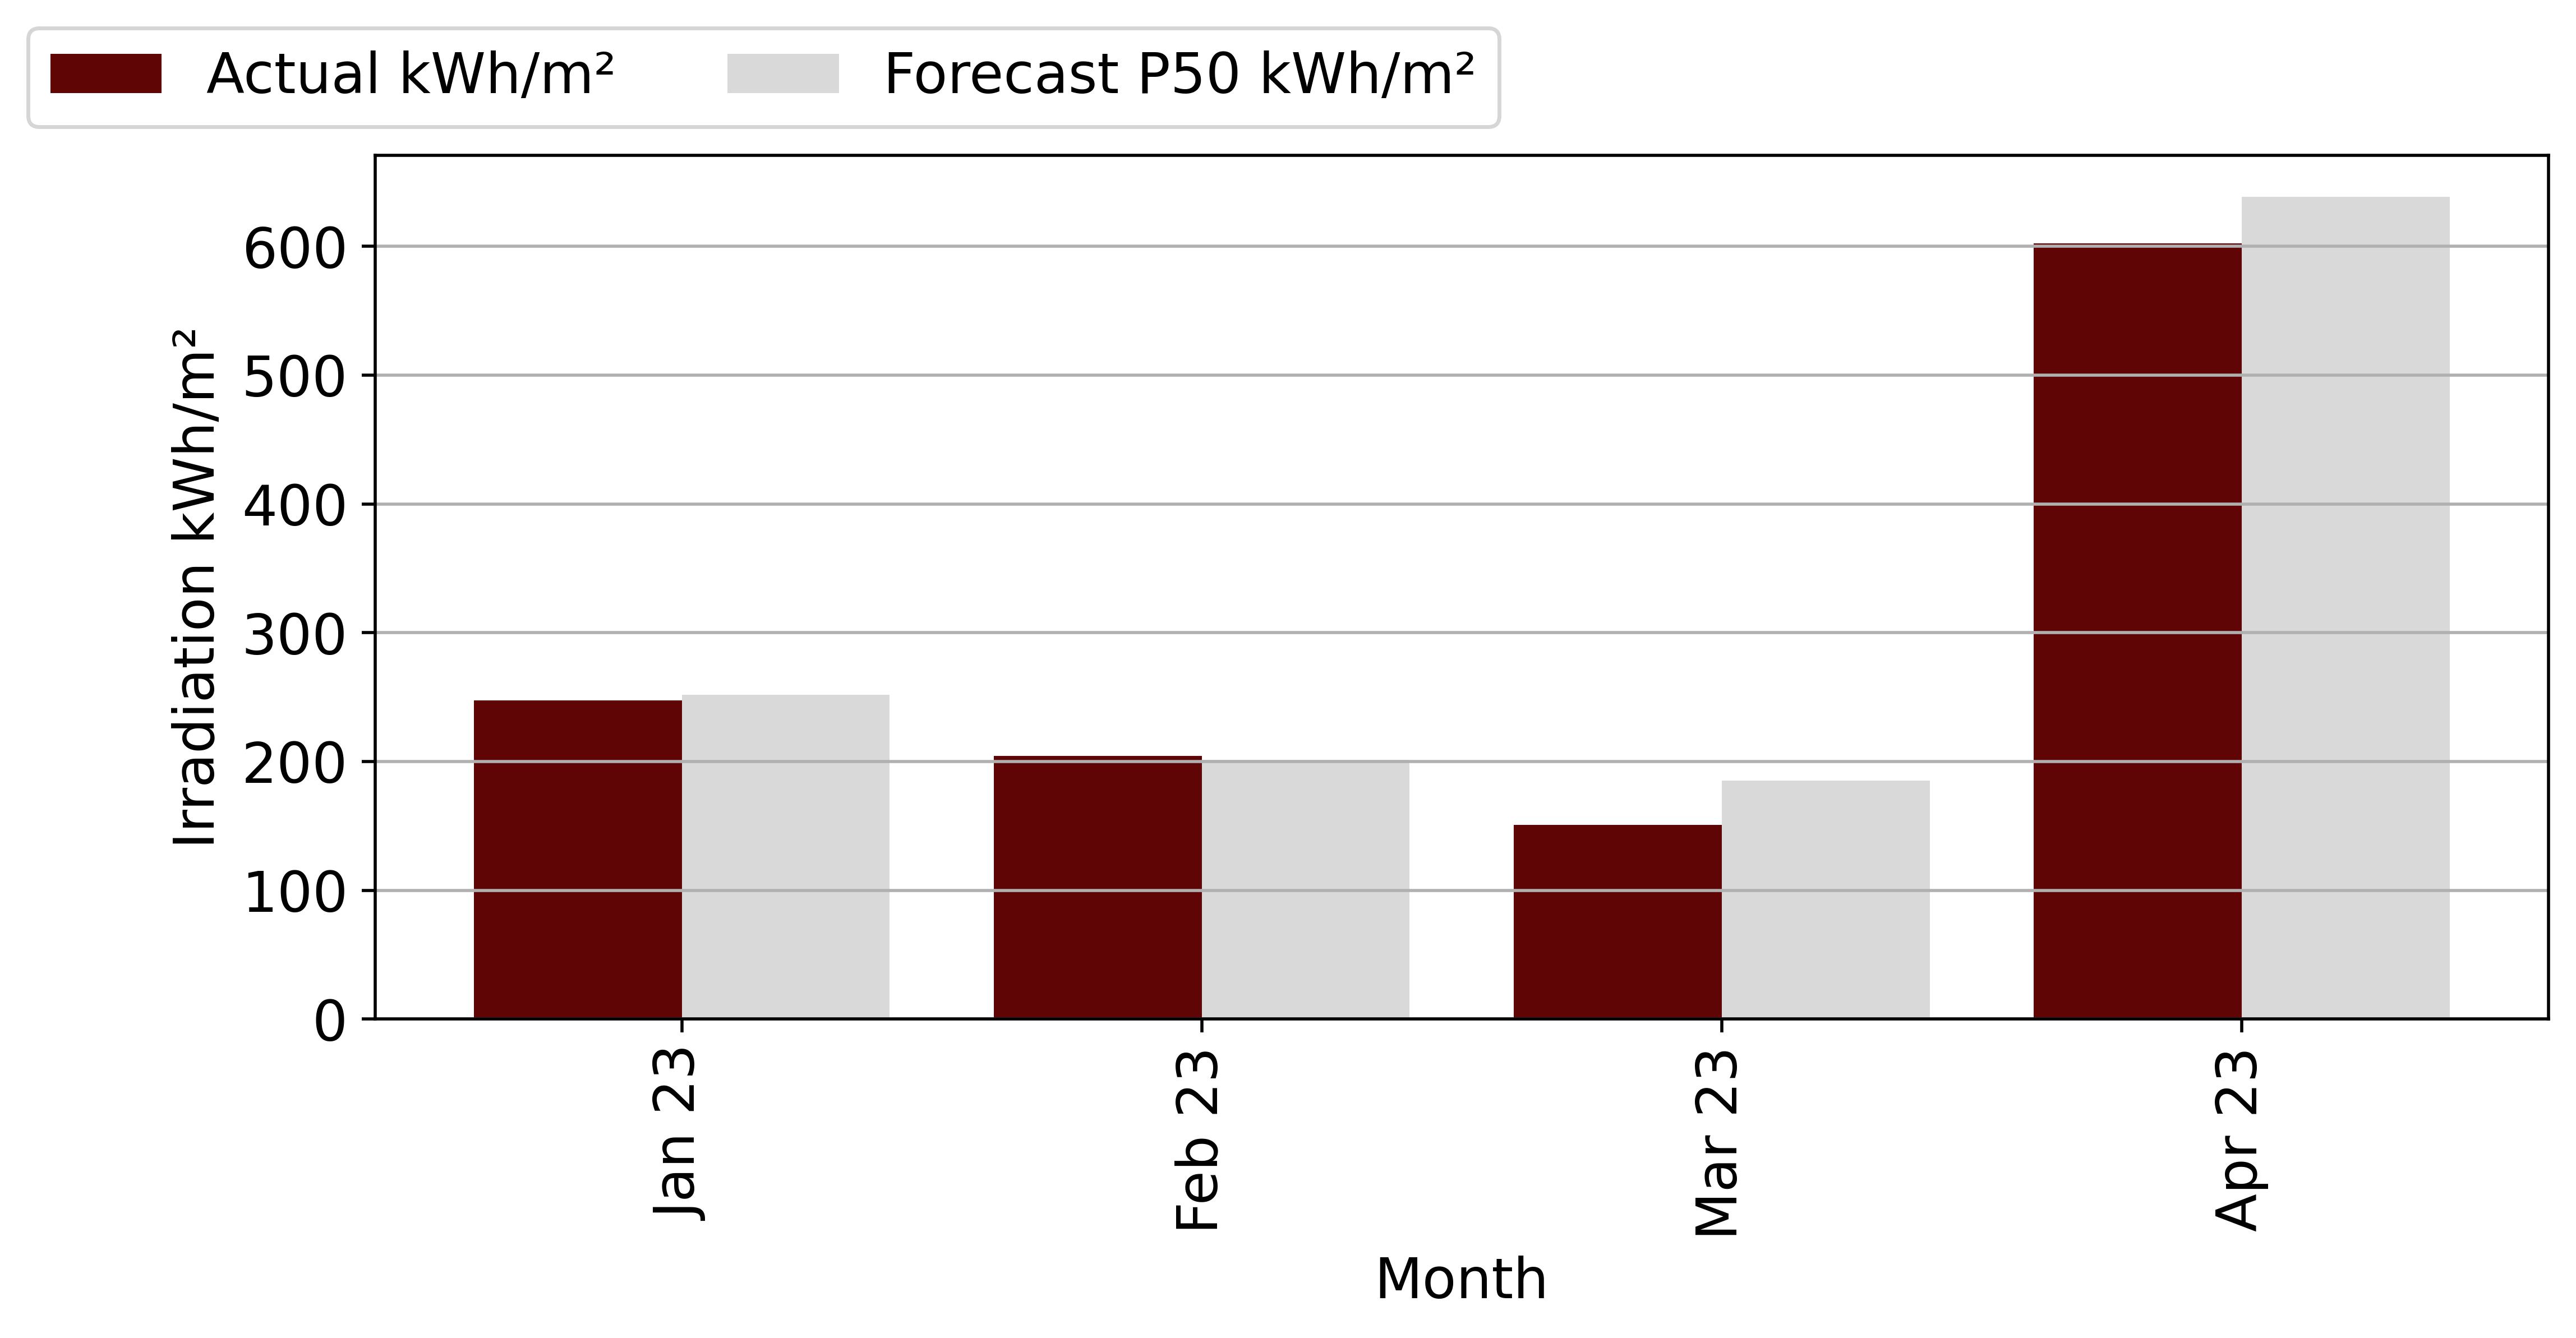 Actual kWh/m² Forecast P50 kWh/m²
Irradiation kWh/m²
600
500
400
300
200
100
0
Jan 23 Feb 23 Mar 23 Apr 23
Month